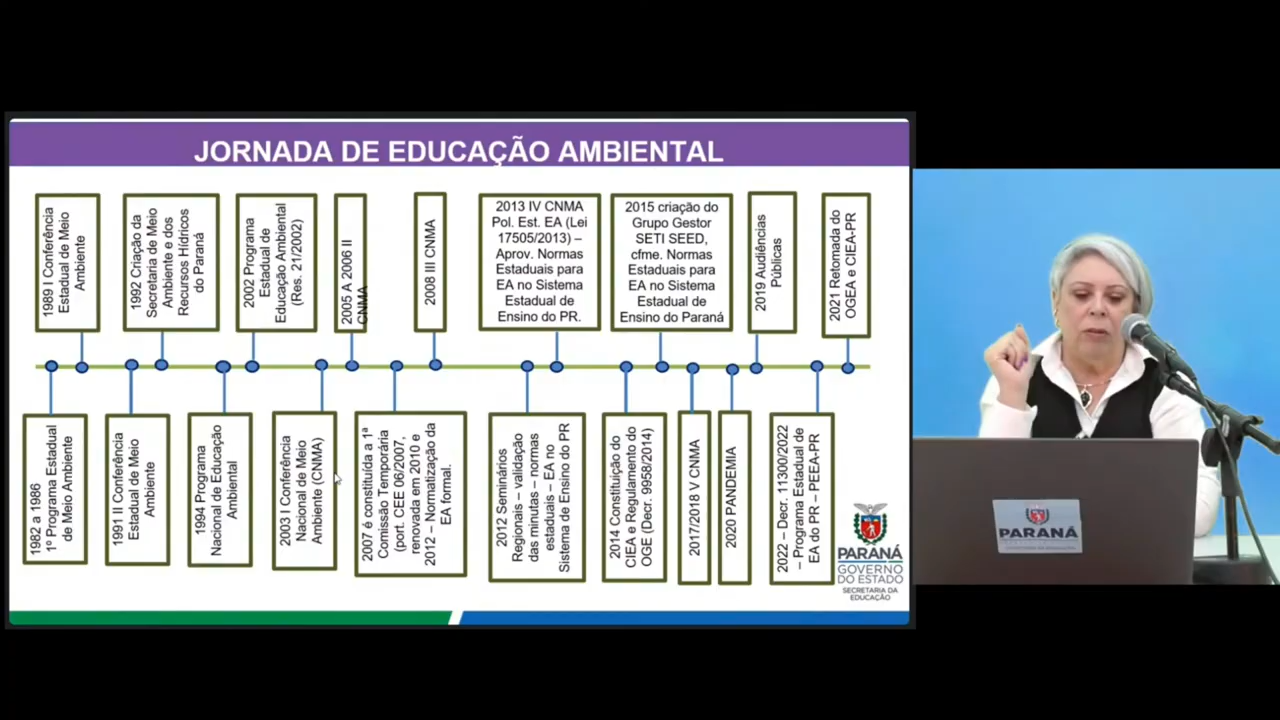 JORNADA DE EDUCAÇÃO AMBIENTAL
1989 I Conferência
Estadual de Meio
Ambiente
1992 Criação da
Secretaria de Meio
Ambiente e dos
Recursos Hídricos
do Paraná
2002 Programa
Estadual de
Educação Ambiental
(Res. 21/2002)
2005 A 2006 II
CNMA
2008 III CNMA
2013 IV CNMA
Pol. Est. EA (Lei
17505/2013) –
Aprov. Normas
Estaduais para
EA no Sistema
Estadual de
Ensino do PR.
2015 criação do
Grupo Gestor
SETI SEED,
cfme. Normas
Estaduais para
EA no Sistema
Estadual de
Ensino do Paraná
2019 Audiências
Públicas
2021 Retomada do
OGEA e CIEA-PR
1982 a 1986
1º Programa Estadual
de Meio Ambiente
1991 II Conferência
Estadual de Meio
Ambiente
1994 Programa
Nacional de Educação
Ambiental
2003 I Conferência
Nacional de Meio
Ambiente (CNMA)
2007 é constituída a 1ª
Comissão Temporária
(port. CEE 06/2007,
renovada em 2010 e
2012 – Normatização da
EA formal.
2012 Seminários
Regionais – validação
das minutas – normas
estaduais – EA no
Sistema de Ensino do PR
2014 Constituição do
CIEA e Regulamento do
OGE (Decr. 9958/2014)
2017/2018 V CNMA
2020 PANDEMIA
2022 – Decr. 11300/2022
– Programa Estadual de
EA do PR – PEEA-PR
PARANÁ
GOVERNO
DO ESTADO
SECRETARIA DA
EDUCAÇÃO
PARANÁ